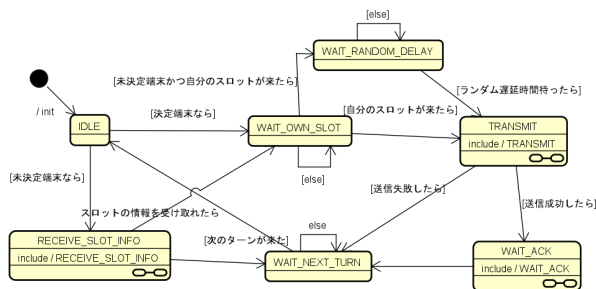 [else]
WAIT_RANDOM_DELAY
[未決定端末かつ自分のスロットが来たら]
[ランダム遅延時間待ったら]
/ init
[決定端末なら]
[自分のスロットが来たら]
IDLE
WAIT_OWN_SLOT
TRANSMIT
include / TRANSMIT
[else]
[未決定端末なら]
[送信失敗したら]
[送信成功したら]
スロットの情報を受け取れたら
else
[次のターンが来た]
RECEIVE_SLOT_INFO
include / RECEIVE_SLOT_INFO
WAIT_NEXT_TURN
WAIT_ACK
include / WAIT_ACK